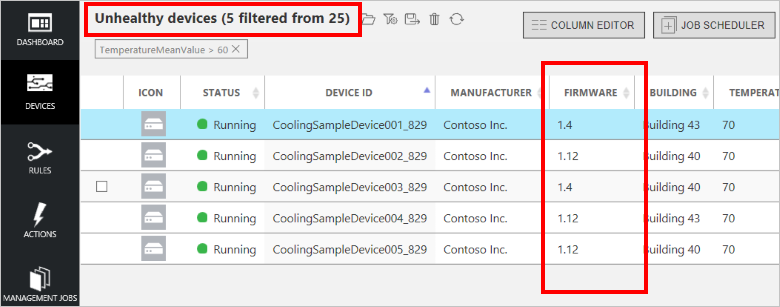 Unhealthy devices (5 filtered from 25)
COLUMN EDITOR
JOB SCHEDULER
TemperatureMeanValue > 60
DASHBOARD
DEVICES
RULES
ACTIONS
MANAGEMENT JOBS
ICON STATUS DEVICE ID MANUFACTURER FIRMWARE BUILDING TEMPERAT
Running CoolingSampleDevice001_829 Contoso Inc. 1.4 Building 43 70
Running CoolingSampleDevice002_829 Contoso Inc. 1.12 Building 40 70
Running CoolingSampleDevice003_829 Contoso Inc. 1.4 Building 40 70
Running CoolingSampleDevice004_829 Contoso Inc. 1.12 Building 43 70
Running CoolingSampleDevice005_829 Contoso Inc. 1.12 Building 40 70